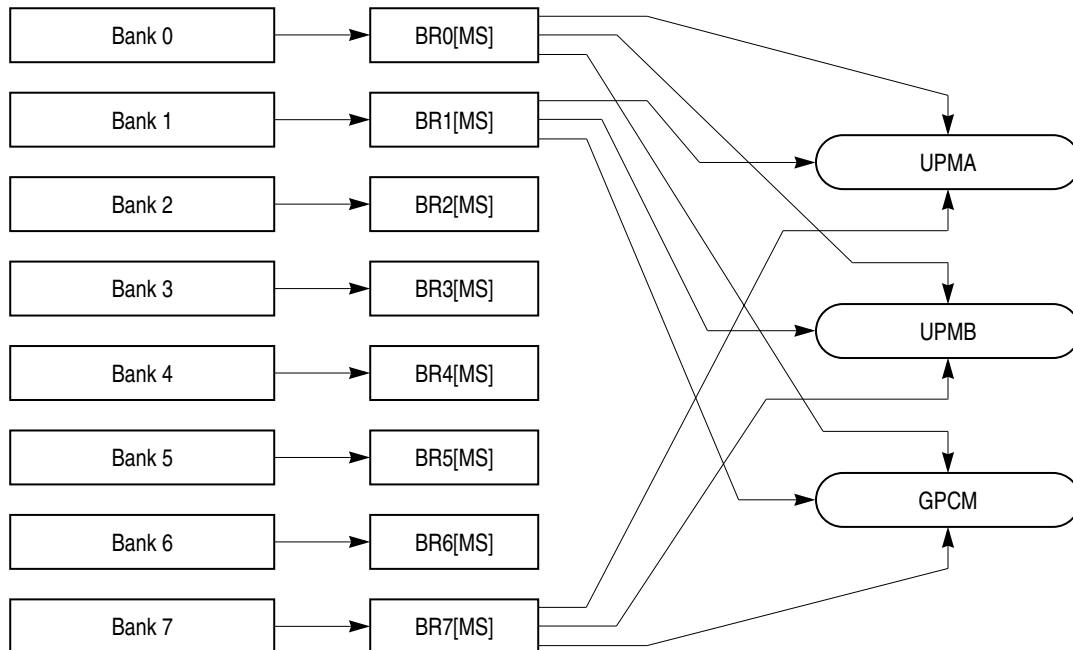 Bank 0
BR0[MS]
Bank 1
BR1[MS]
UPMA
Bank 2
BR2[MS]
Bank 3
BR3[MS]
UPMB
Bank 4
BR4[MS]
Bank 5
BR5[MS]
GPCM
Bank 6
BR6[MS]
Bank 7
BR7[MS]